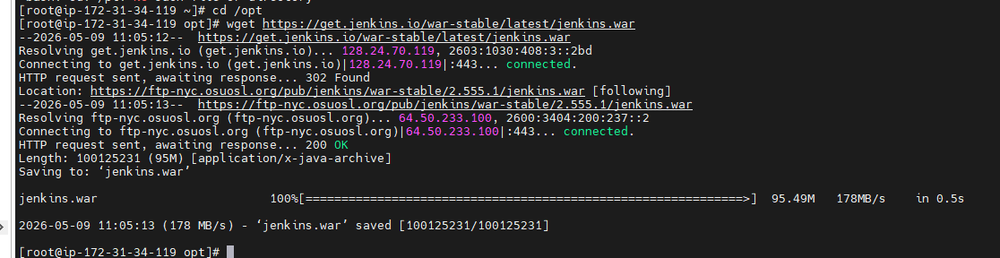 [root@ip-172-31-34-119 ~]# cd /opt
[root@ip-172-31-34-119 opt]# wget https://get.jenkins.io/war-stable/latest/jenkins.war
--2026-05-09 11:05:12--  https://get.jenkins.io/war-stable/latest/jenkins.war
Resolving get.jenkins.io (get.jenkins.io)... 128.24.70.119, 2603:1030:408:3::2bd
Connecting to get.jenkins.io (get.jenkins.io)|128.24.70.119|:443... connected.
HTTP request sent, awaiting response... 302 Found
Location: https://ftp-nyc.osuosl.org/pub/jenkins/war-stable/2.555.1/jenkins.war [following]
--2026-05-09 11:05:13--  https://ftp-nyc.osuosl.org/pub/jenkins/war-stable/2.555.1/jenkins.war
Resolving ftp-nyc.osuosl.org (ftp-nyc.osuosl.org)... 64.50.233.100, 2600:3404:200:237::2
Connecting to ftp-nyc.osuosl.org (ftp-nyc.osuosl.org)|64.50.233.100|:443... connected.
HTTP request sent, awaiting response... 200 OK
Length: 100125231 (95M) [application/x-java-archive]
Saving to: ‘jenkins.war’
jenkins.war 100%[=============================================================>] 95.49M 178MB/s in 0.5s
2026-05-09 11:05:13 (178 MB/s) - ‘jenkins.war’ saved [100125231/100125231]
[root@ip-172-31-34-119 opt]#